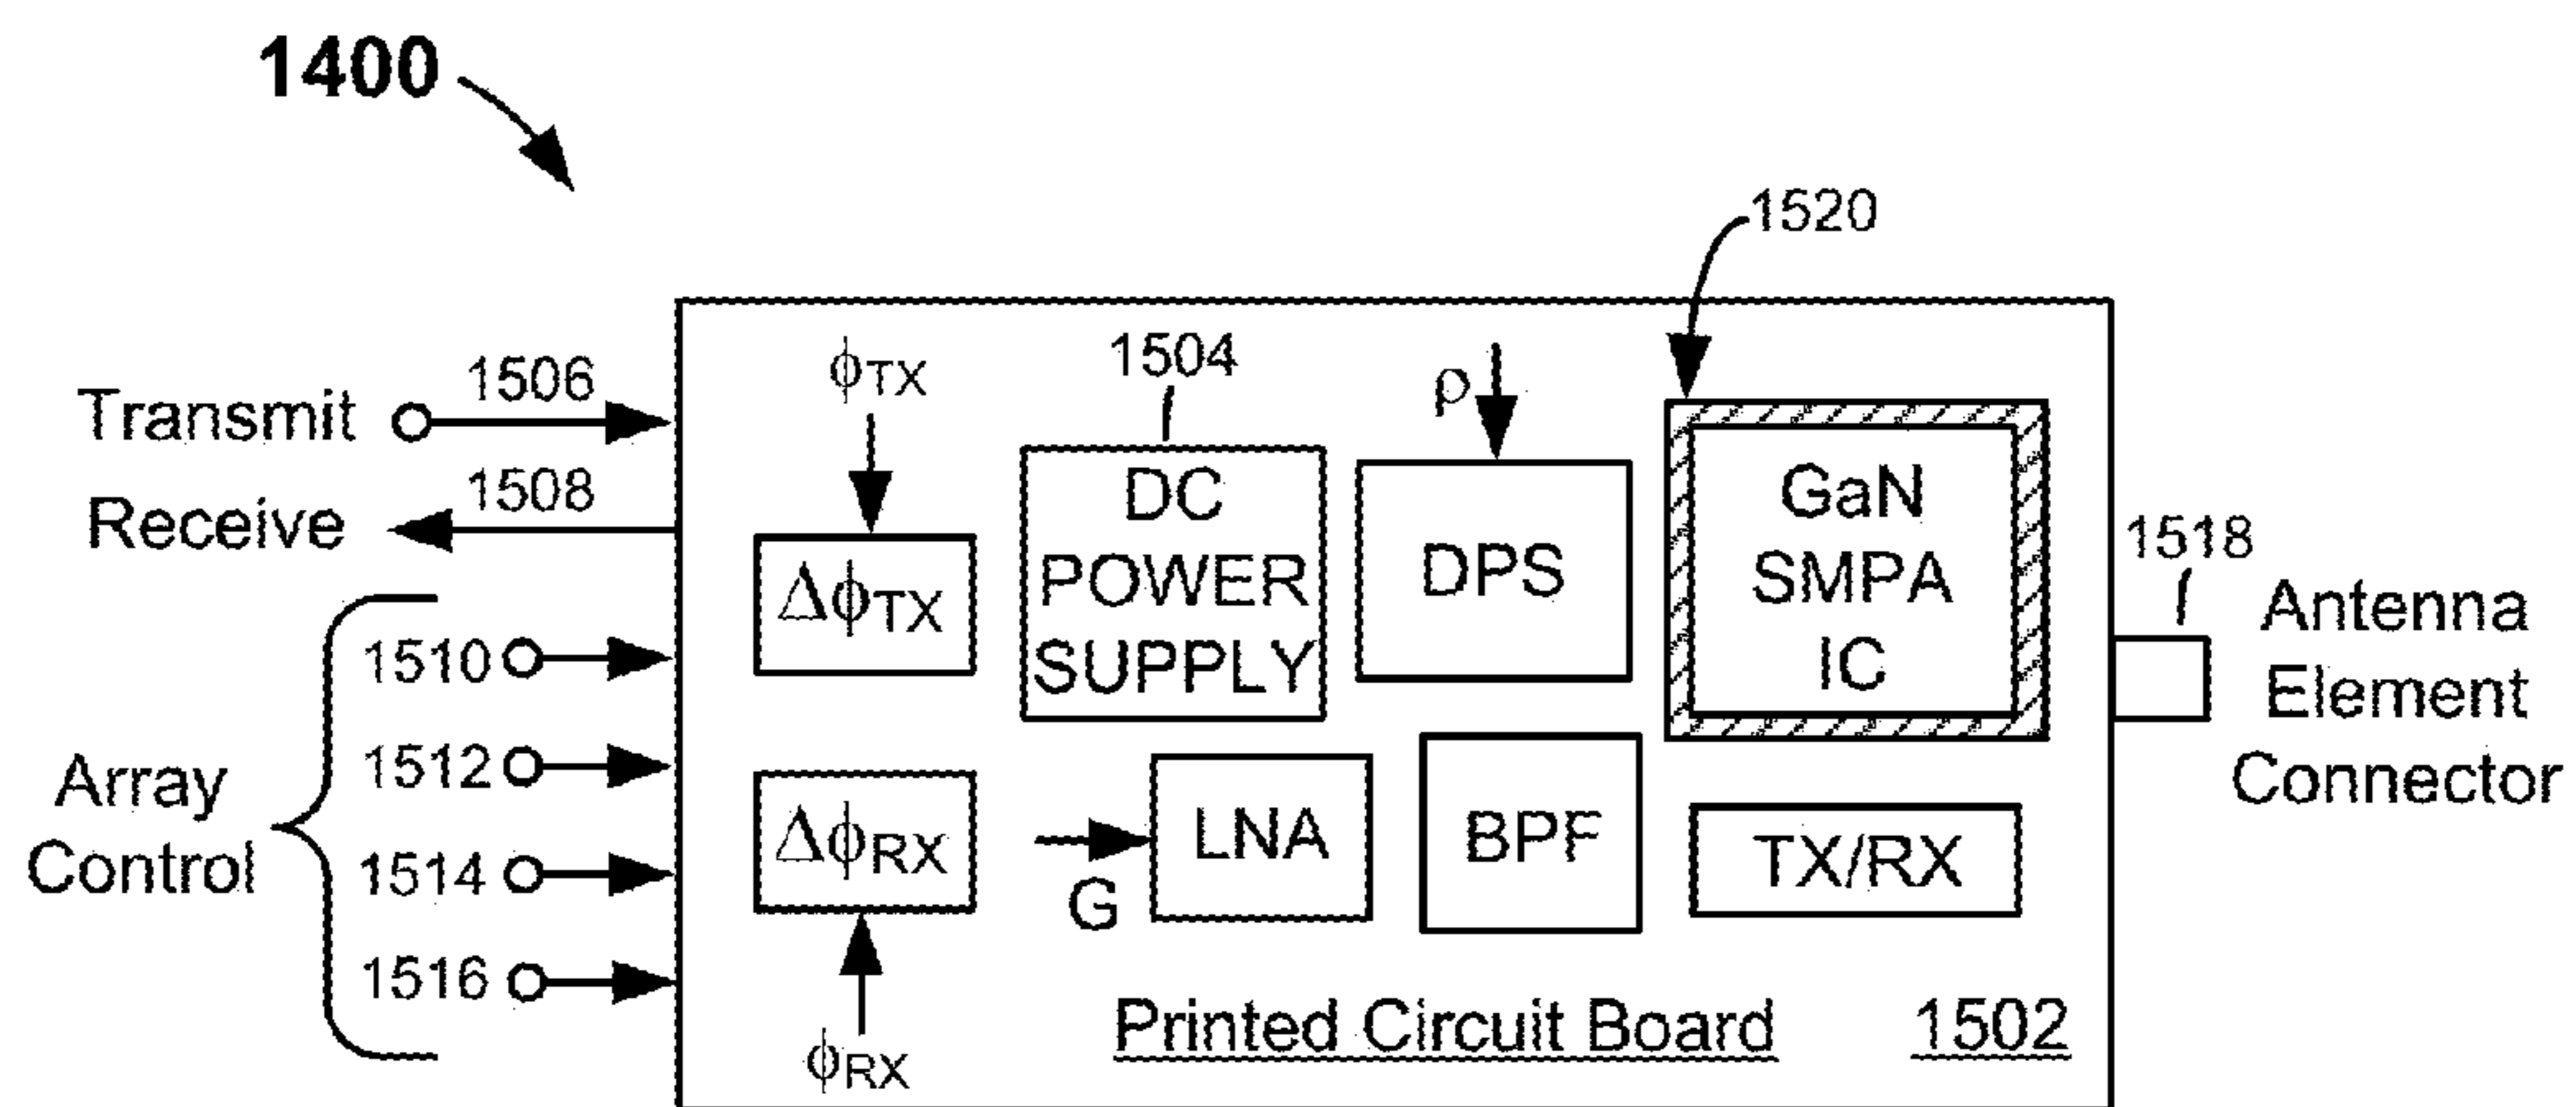 1400
1520
Transmit
1506
Receive
1508
Array
Control
1510
1512
1514
1516
ϕTX
ΔϕTX
1504
DC
POWER
SUPPLY
ρ
DPS
GaN
SMPA
IC
1518
Antenna
Element
Connector
ΔϕRX
ϕRX
G
LNA
BPF
TX/RX
Printed Circuit Board 1502